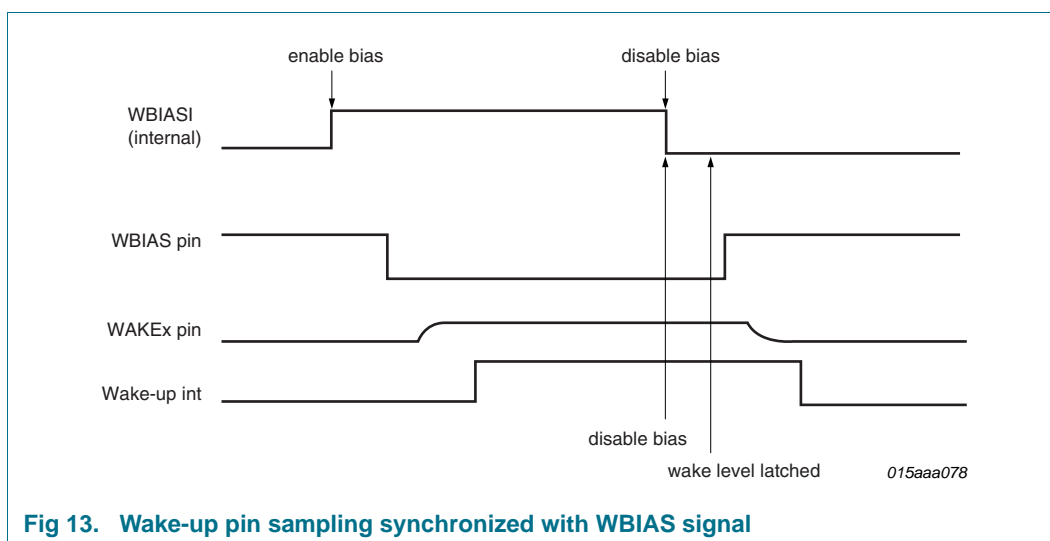 enable bias
disable bias
WBIASI
(internal)
WBIAS pin
WAKEx pin
Wake-up int
disable bias
wake level latched
015aaa078
Fig 13. Wake-up pin sampling synchronized with WBIAS signal